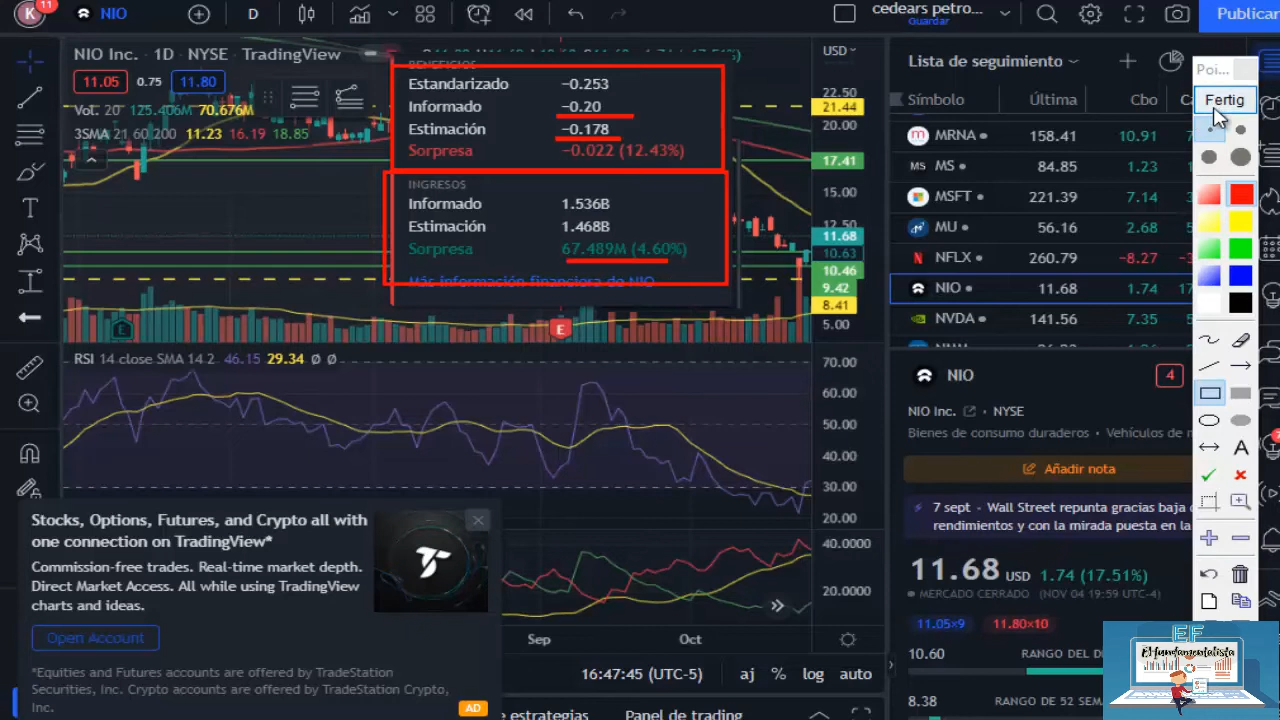 K 11 NIO D cedears petro... Guardar Publicar
NIO Inc. • 1D • NYSE • TradingView
11.05 0.75 11.80
Vol. 20 125.406M 70.676M
3SMA 21 60 200 11.23 16.19 18.85
BENEFICIOS
Estandarizado −0.253
Informado −0.20
Estimación −0.178
Sorpresa −0.022 (12.43%)
INGRESOS
Informado 1.536B
Estimación 1.468B
Sorpresa 67.489M (4.60%)
Más información financiera de NIO
E E
USD
22.50
21.44
20.00
17.41
15.00
12.50
11.68
10.63
10.46
9.42
8.41
5.00
RSI 14 close SMA 14 2 46.15 29.34 Ø Ø
70.00
50.00
40.00
30.00
20.00
40.0000
20.0000
Sep Oct
16:47:45 (UTC-5) aj % log auto
e estrategia Panel de trading
Stocks, Options, Futures, and Crypto all with
one connection on TradingView*
Commission-free trades. Real-time market depth.
Direct Market Access. All while using TradingView
charts and ideas.
Open Account
*Equities and Futures accounts are offered by TradeStation
Securities, Inc. Crypto accounts are offered by TradeStation Crypto,
Inc.
AD
Lista de seguimiento
Símbolo Última Cbo
MRNA 158.41 10.91
MS 84.85 1.23
MSFT 221.39 7.14
MU 56.16 2.68
NFLX 260.79 −8.27
NIO 11.68 1.74 17
NVDA 141.56 7.35
NIO 4
NIO Inc. • NYSE
Bienes de consumo duraderos • Vehículos de
Añadir nota
7 sept - Wall Street repunta gracias baja
rendimientos y con la mirada puesta en la
11.68 USD 1.74 (17.51%)
MERCADO CERRADO (NOV 04 19:59 UTC-4)
11.05×9 11.80×10
10.60 RANGO DEL
8.38 RANGO DE 52
Poi...
Fertig
A
EF
El Fundamentalista